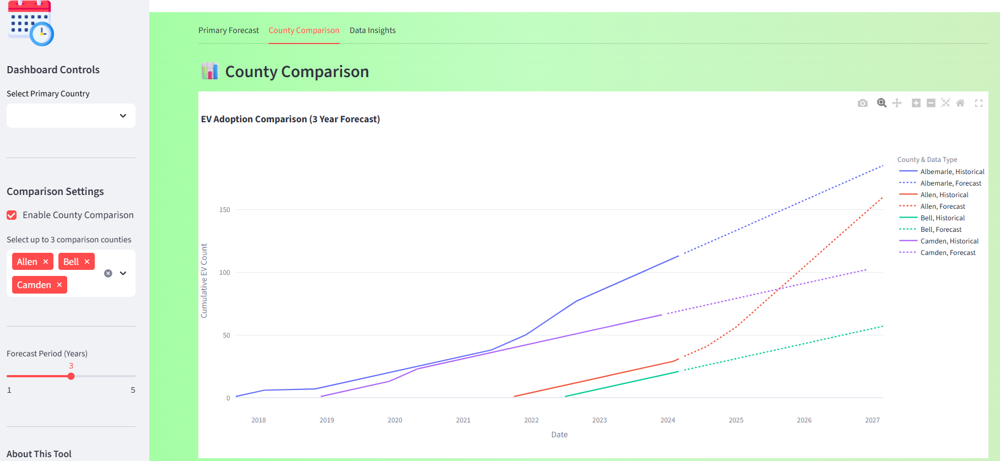 Dashboard Controls
Select Primary Country
Comparison Settings
Enable County Comparison
Select up to 3 comparison counties
Allen × Bell ×
Camden ×
Forecast Period (Years)
3
1 5
About This Tool
Primary Forecast County Comparison Data Insights
County Comparison
EV Adoption Comparison (3 Year Forecast)
County & Data Type
Albemarle, Historical
Albemarle, Forecast
Allen, Historical
Allen, Forecast
Bell, Historical
Bell, Forecast
Camden, Historical
Camden, Forecast
Cumulative EV Count
150
100
50
0
2018 2019 2020 2021 2022 2023 2024 2025 2026 2027
Date